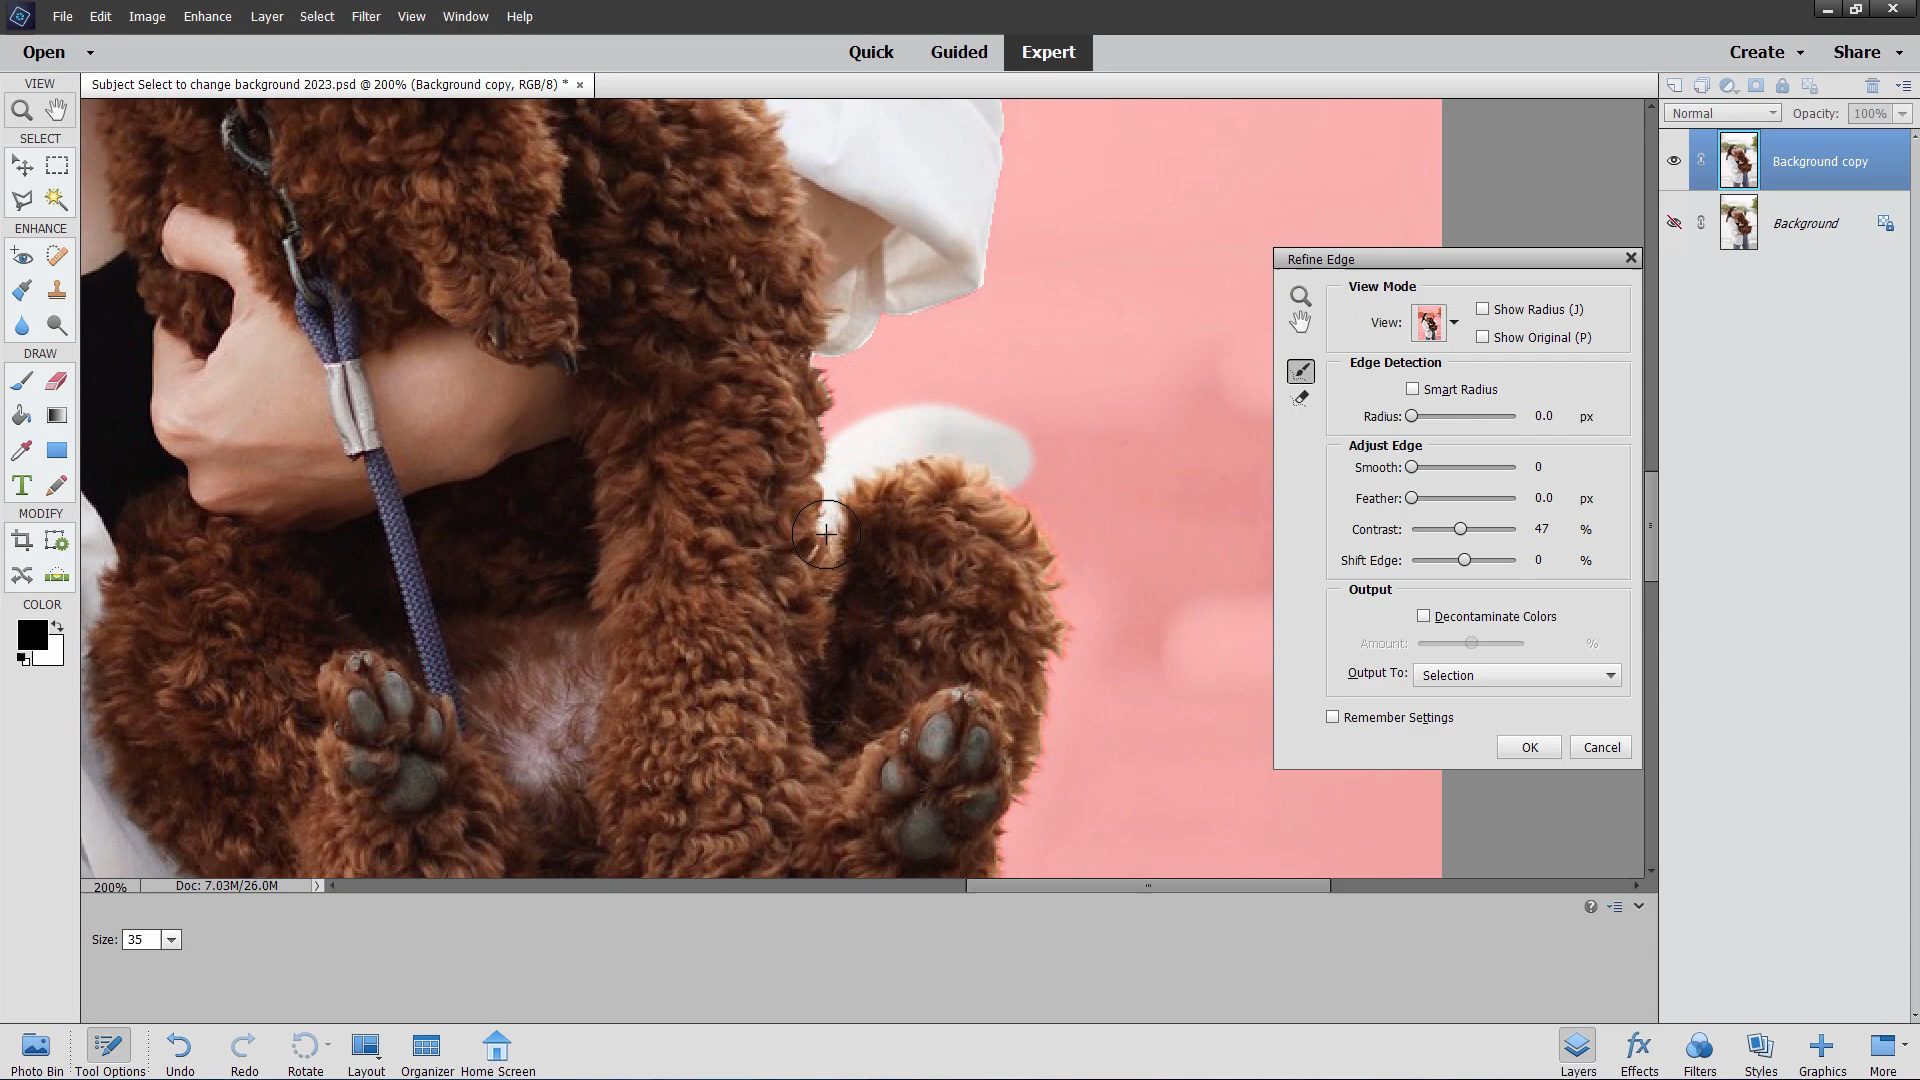 File Edit Image Enhance Layer Select Filter View Window Help
Open Quick Guided Expert Create Share
VIEW
Subject Select to change background 2023.psd @ 200% (Background copy, RGB/8) * ×
Normal Opacity: 100%
SELECT
Background copy
Background
ENHANCE
Refine Edge
View Mode
View:
Show Radius (J)
Show Original (P)
Edge Detection
Smart Radius
Radius: 0.0 px
Adjust Edge
Smooth: 0
Feather: 0.0 px
Contrast: 47 %
Shift Edge: 0 %
Output
Decontaminate Colors
Amount: %
Output To: Selection
Remember Settings
OK Cancel
DRAW
MODIFY
COLOR
200% Doc: 7.03M/26.0M
Size: 35
Photo Bin Tool Options Undo Redo Rotate Layout Organizer Home Screen Layers Effects Filters Styles Graphics More